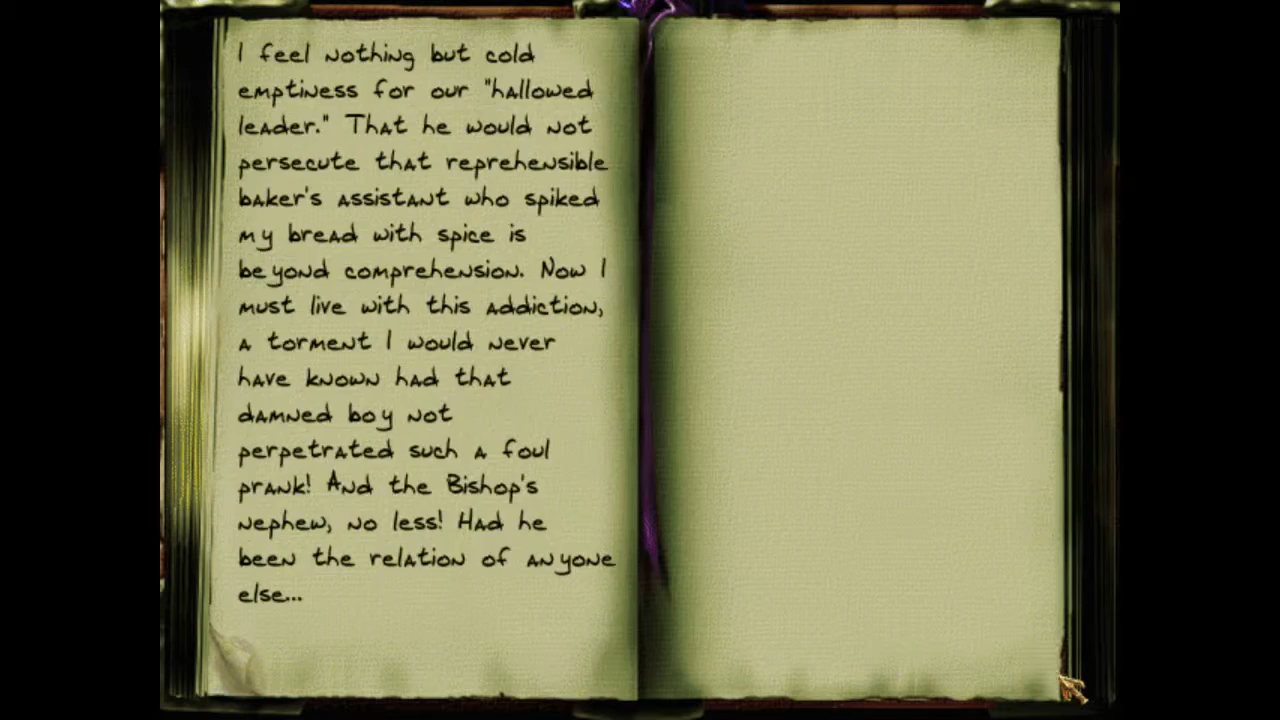 I feel nothing but cold
emptiness for our "hallowed
leader." That he would not
persecute that reprehensible
baker's assistant who spiked
my bread with spice is
beyond comprehension. Now I
must live with this addiction,
a torment I would never
have known had that
damned boy not
perpetrated such a foul
prank! And the Bishop's
nephew, no less! Had he
been the relation of anyone
else...